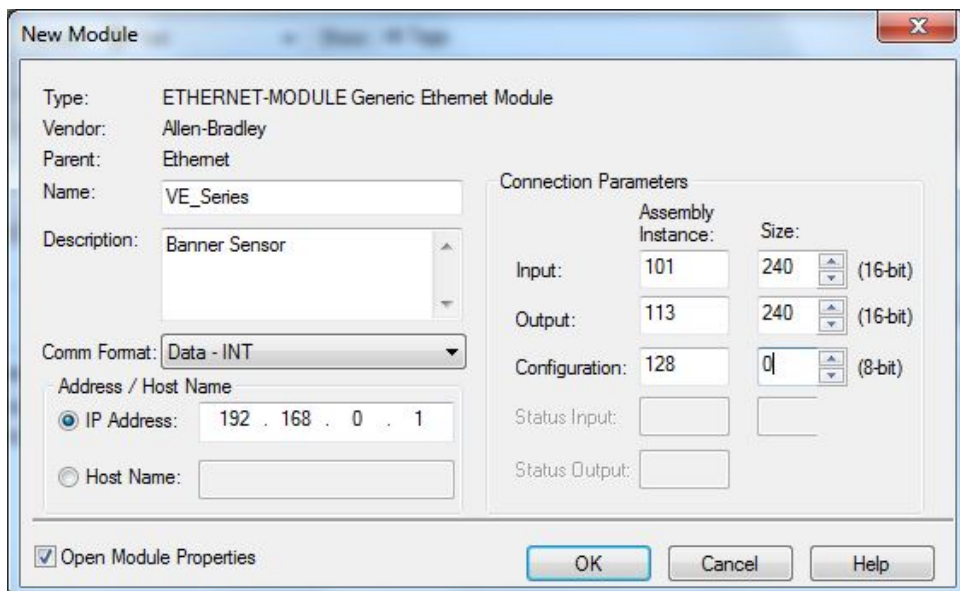 New Module
Type: ETHERNET-MODULE Generic Ethernet Module
Vendor: Allen-Bradley
Parent: Ethernet
Name: VE_Series
Description: Banner Sensor
Comm Format: Data - INT
Address / Host Name
IP Address: 192 . 168 . 0 . 1
Host Name:
Connection Parameters
Assembly
Instance: Size:
Input: 101 240 (16-bit)
Output: 113 240 (16-bit)
Configuration: 128 0 (8-bit)
Status Input:
Status Output:
Open Module Properties
OK Cancel Help